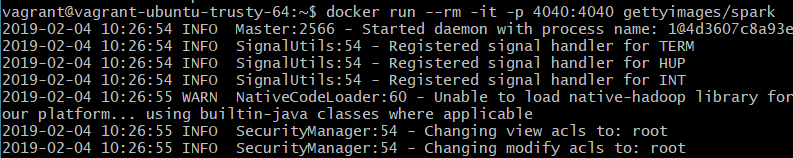 vagrant@vagrant-ubuntu-trusty-64:~$ docker run --rm -it -p 4040:4040 gettyimages/spark
2019-02-04 10:26:54 INFO  Master:2566 - Started daemon with process name: 1@4d3607c8a93e
2019-02-04 10:26:54 INFO  SignalUtils:54 - Registered signal handler for TERM
2019-02-04 10:26:54 INFO  SignalUtils:54 - Registered signal handler for HUP
2019-02-04 10:26:54 INFO  SignalUtils:54 - Registered signal handler for INT
2019-02-04 10:26:55 WARN  NativeCodeLoader:60 - Unable to load native-hadoop library for
our platform... using builtin-java classes where applicable
2019-02-04 10:26:55 INFO  SecurityManager:54 - Changing view acls to: root
2019-02-04 10:26:55 INFO  SecurityManager:54 - Changing modify acls to: root